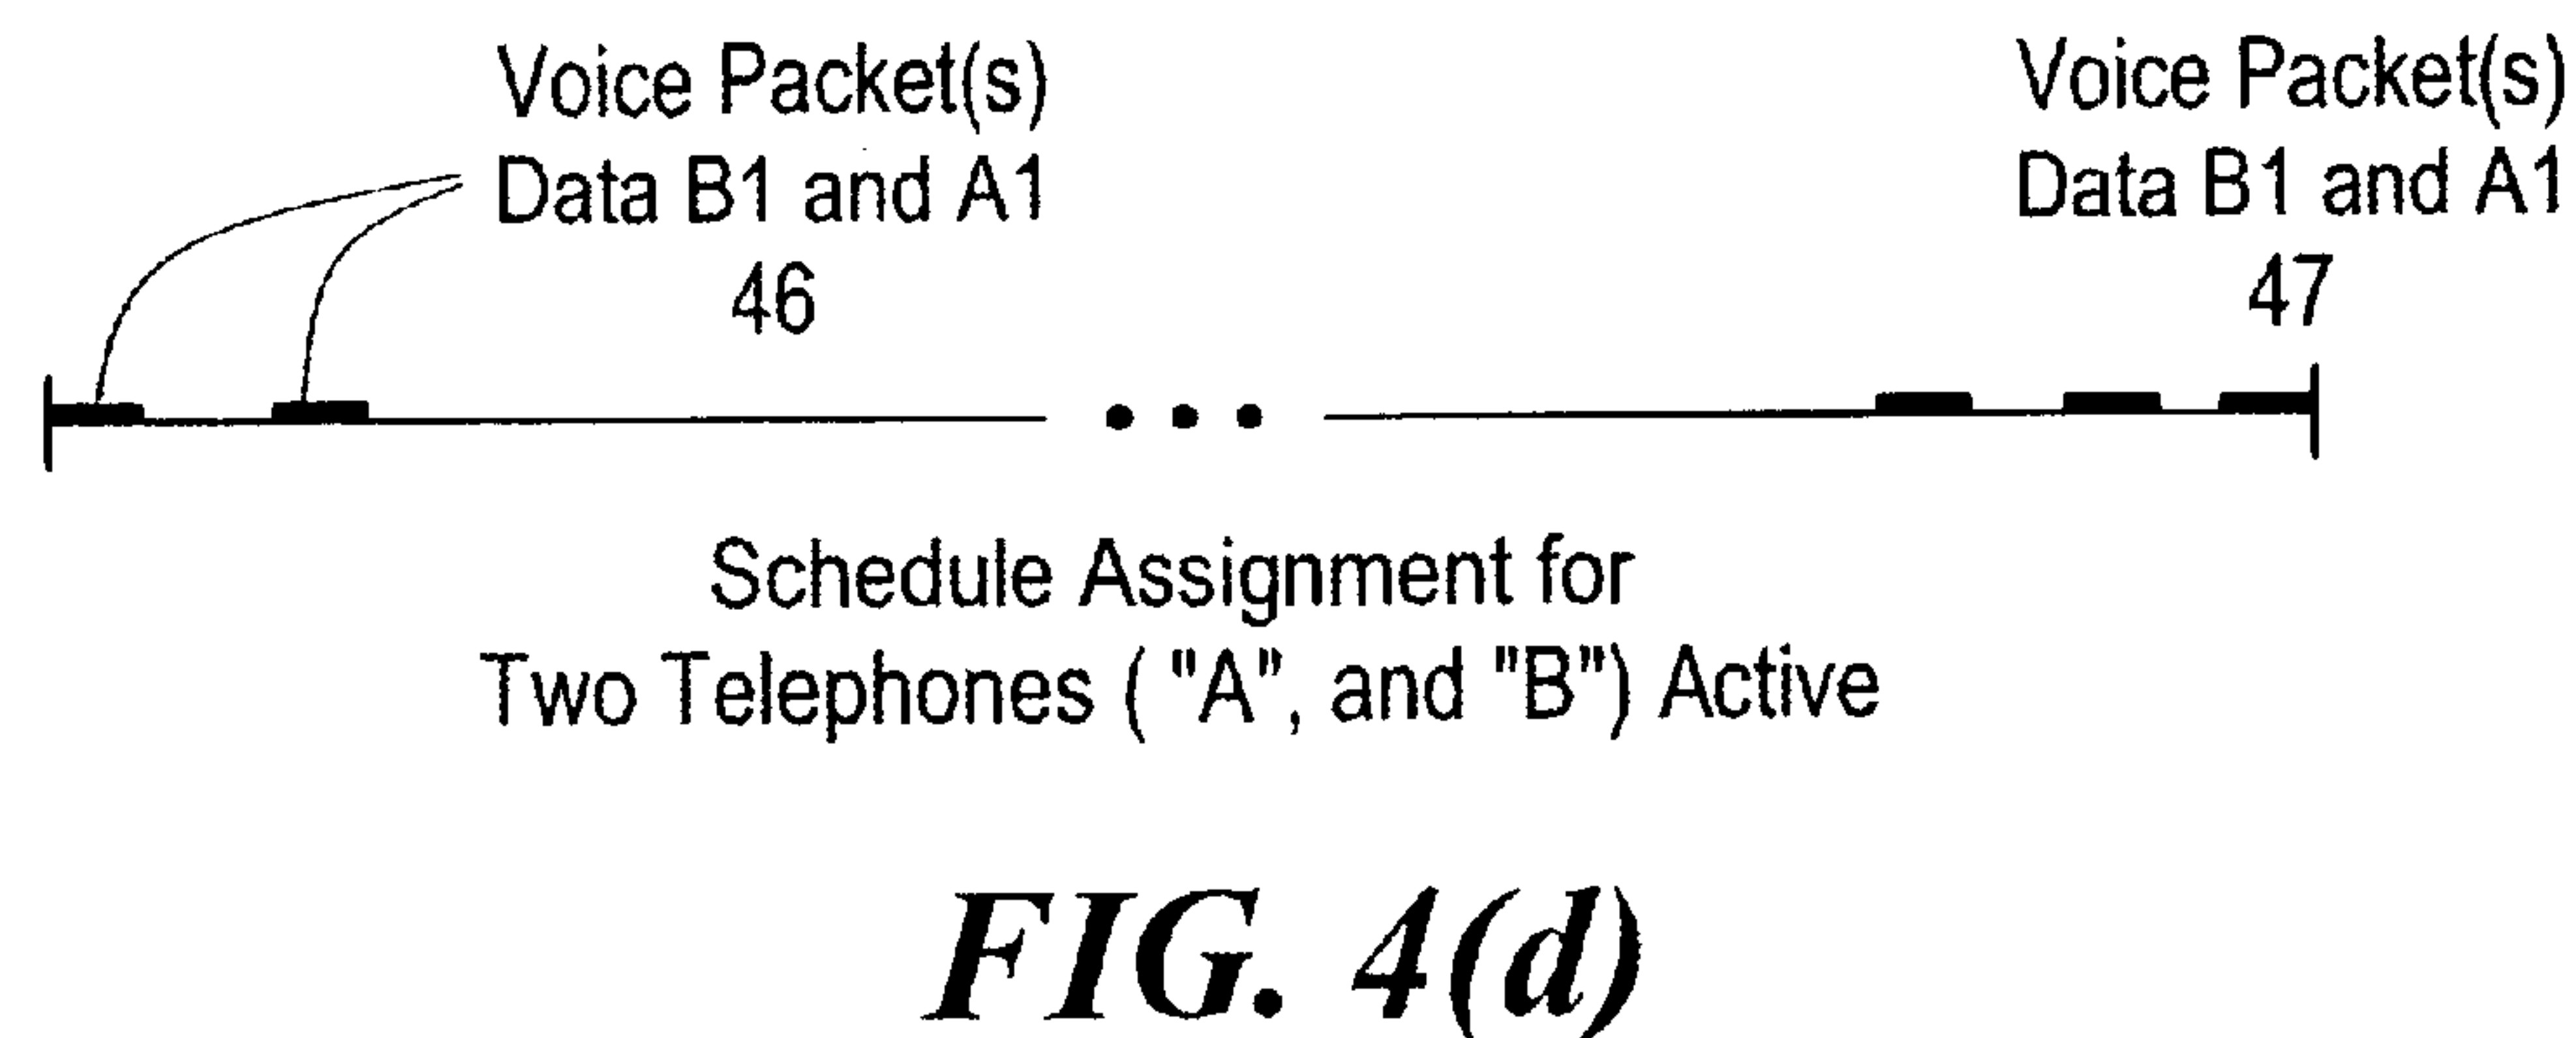 Voice Packet(s)
Data B1 and A1
46
Voice Packet(s)
Data B1 and A1
47
Schedule Assignment for
Two Telephones ( "A", and "B") Active
FIG. 4(d)